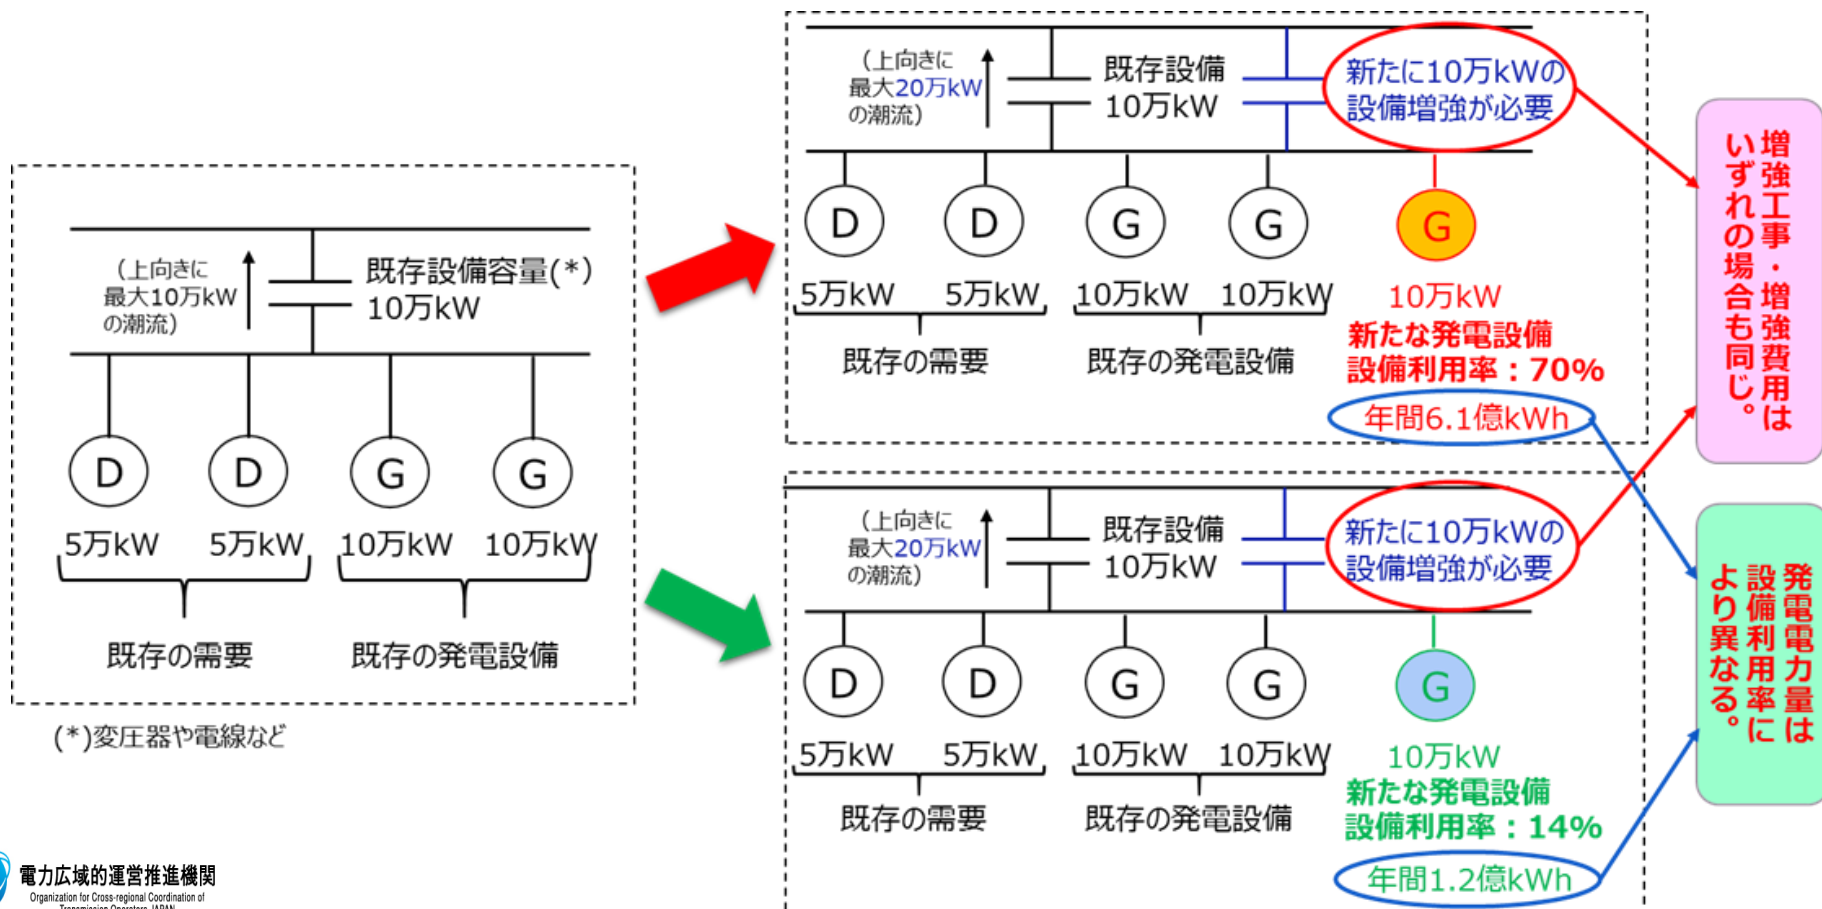 (上向きに
最大10万kW
の潮流)
既存設備容量(*)
10万kW
D
D
G
G
5万kW
5万kW
10万kW
10万kW
既存の需要
既存の発電設備
(*)変圧器や電線など
(上向きに
最大20万kW
の潮流)
既存設備
10万kW
新たに10万kWの
設備増強が必要
D
D
G
G
G
5万kW
5万kW
10万kW
10万kW
10万kW
既存の需要
既存の発電設備
新たな発電設備
設備利用率：70%
年間6.1億kWh
(上向きに
最大20万kW
の潮流)
既存設備
10万kW
新たに10万kWの
設備増強が必要
D
D
G
G
G
5万kW
5万kW
10万kW
10万kW
10万kW
既存の需要
既存の発電設備
新たな発電設備
設備利用率：14%
年間1.2億kWh
増強工事・増強費用は
いずれの場合も同じ。
発電電力量は
設備利用率に
より異なる。
電力広域的運営推進機関
Organization for Cross-regional Coordination of
Transmission Operators, JAPAN